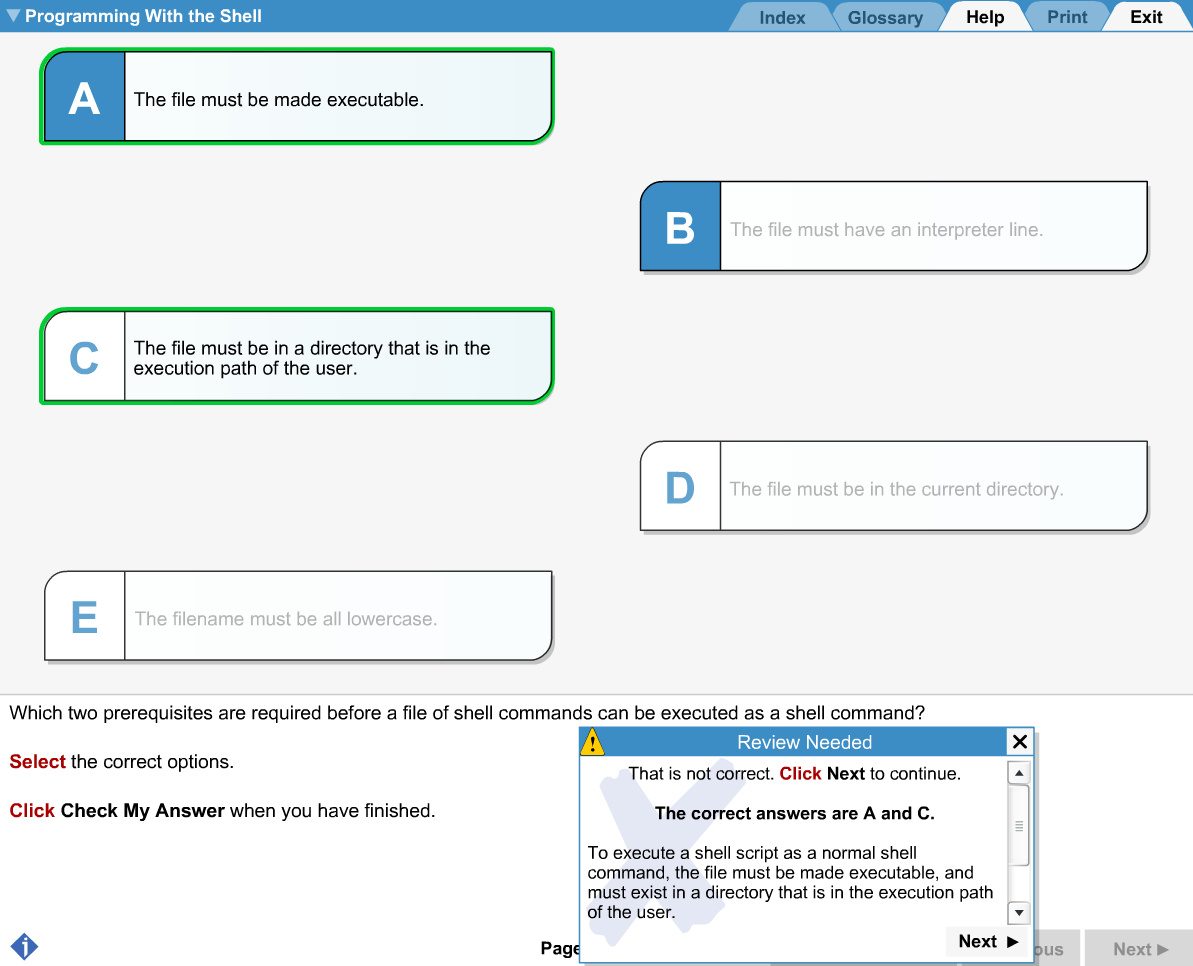 Programming With the Shell
Index Glossary Help Print Exit
A
The file must be made executable.
B
The file must have an interpreter line.
C
The file must be in a directory that is in the
execution path of the user.
D
The file must be in the current directory.
E
The filename must be all lowercase.
Which two prerequisites are required before a file of shell commands can be executed as a shell command?
Select the correct options.
Click Check My Answer when you have finished.
Review Needed
That is not correct. Click Next to continue.
The correct answers are A and C.
To execute a shell script as a normal shell
command, the file must be made executable, and
must exist in a directory that is in the execution path
of the user.
Next
Page
ous
Next